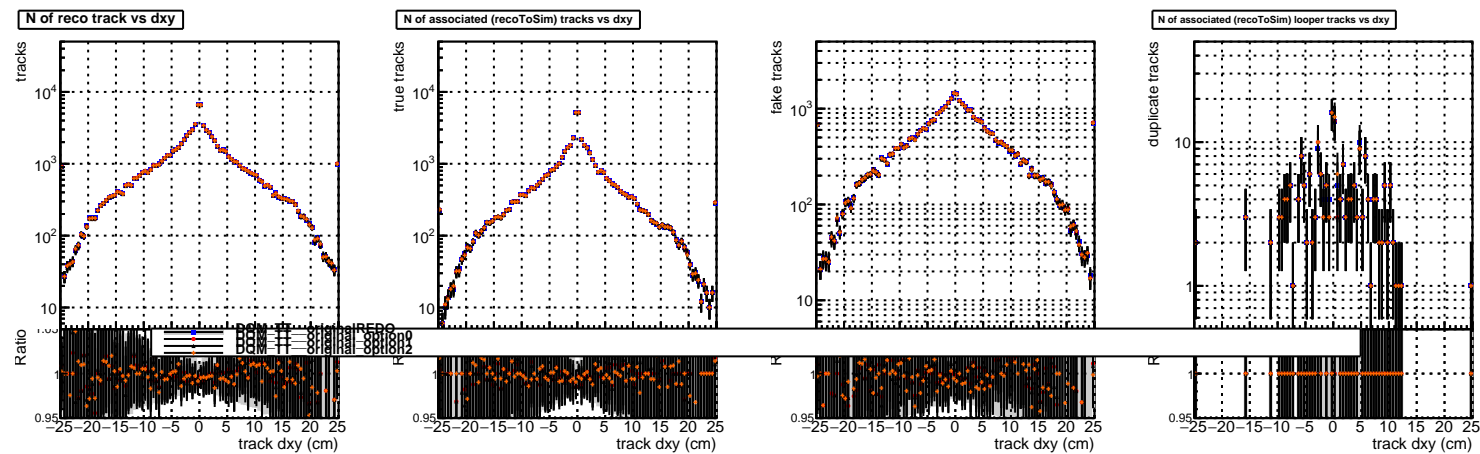 N of reco track vs dxy
N of associated (recoToSim) tracks vs dxy
N of associated (recoToSim) looper tracks vs dxy
tracks
10⁴
10³
10²
10
true tracks
10⁴
10³
10²
10
fake tracks
10³
10²
10
duplicate tracks
10
1
DQM_TT__originalREDO
DQM_TT__original_option0
DQM_TT__original_option2
Ratio
1
0.95
−25 −20 −15 −10 −5 0 5 10 15 20 25
track dxy (cm)
1
0.95
−25 −20 −15 −10 −5 0 5 10 15 20 25
track dxy (cm)
1
0.95
−25 −20 −15 −10 −5 0 5 10 15 20 25
track dxy (cm)
1
0.95
−25 −20 −15 −10 −5 0 5 10 15 20 25
track dxy (cm)